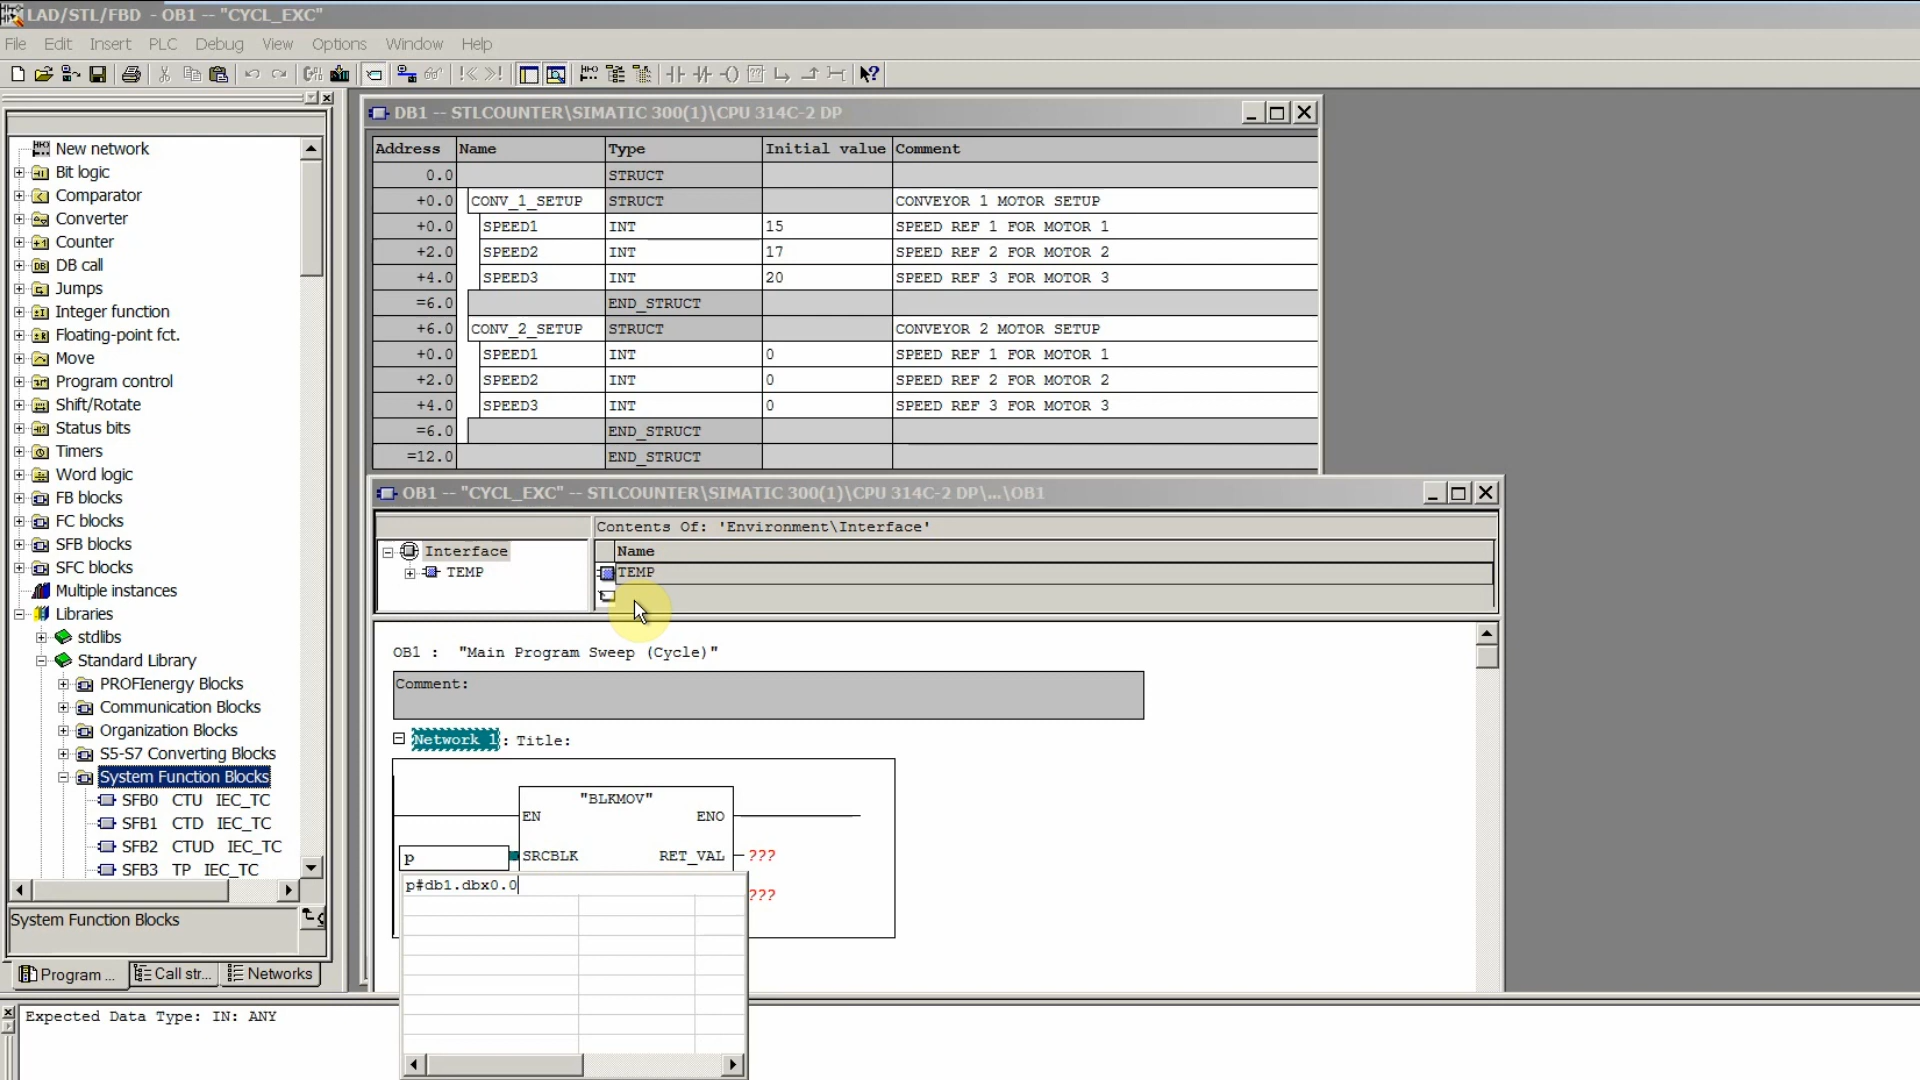 LAD/STL/FBD - OB1 -- "CYCL_EXC"
File Edit Insert PLC Debug View Options Window Help
New network
Bit logic
Comparator
Converter
Counter
DB call
Jumps
Integer function
Floating-point fct.
Move
Program control
Shift/Rotate
Status bits
Timers
Word logic
FB blocks
FC blocks
SFB blocks
SFC blocks
Multiple instances
Libraries
stdlibs
Standard Library
PROFIenergy Blocks
Communication Blocks
Organization Blocks
S5-S7 Converting Blocks
System Function Blocks
SFB0 CTU IEC_TC
SFB1 CTD IEC_TC
SFB2 CTUD IEC_TC
SFB3 TP IEC_TC
System Function Blocks
Program ... Call str... Networks
DB1 -- STLCOUNTER\SIMATIC 300(1)\CPU 314C-2 DP
Address Name Type Initial value Comment
0.0 STRUCT
+0.0 CONV_1_SETUP STRUCT CONVEYOR 1 MOTOR SETUP
+0.0 SPEED1 INT 15 SPEED REF 1 FOR MOTOR 1
+2.0 SPEED2 INT 17 SPEED REF 2 FOR MOTOR 2
+4.0 SPEED3 INT 20 SPEED REF 3 FOR MOTOR 3
=6.0 END_STRUCT
+6.0 CONV_2_SETUP STRUCT CONVEYOR 2 MOTOR SETUP
+0.0 SPEED1 INT 0 SPEED REF 1 FOR MOTOR 1
+2.0 SPEED2 INT 0 SPEED REF 2 FOR MOTOR 2
+4.0 SPEED3 INT 0 SPEED REF 3 FOR MOTOR 3
=6.0 END_STRUCT
=12.0 END_STRUCT
OB1 -- "CYCL_EXC" -- STLCOUNTER\SIMATIC 300(1)\CPU 314C-2 DP\...\OB1
Contents Of: 'Environment\Interface'
Interface
TEMP
Name
TEMP
OB1 : "Main Program Sweep (Cycle)"
Comment:
Network 1: Title:
"BLKMOV"
EN ENO
p SRCBLK RET_VAL ???
p#db1.dbx0.0
???
Expected Data Type: IN: ANY